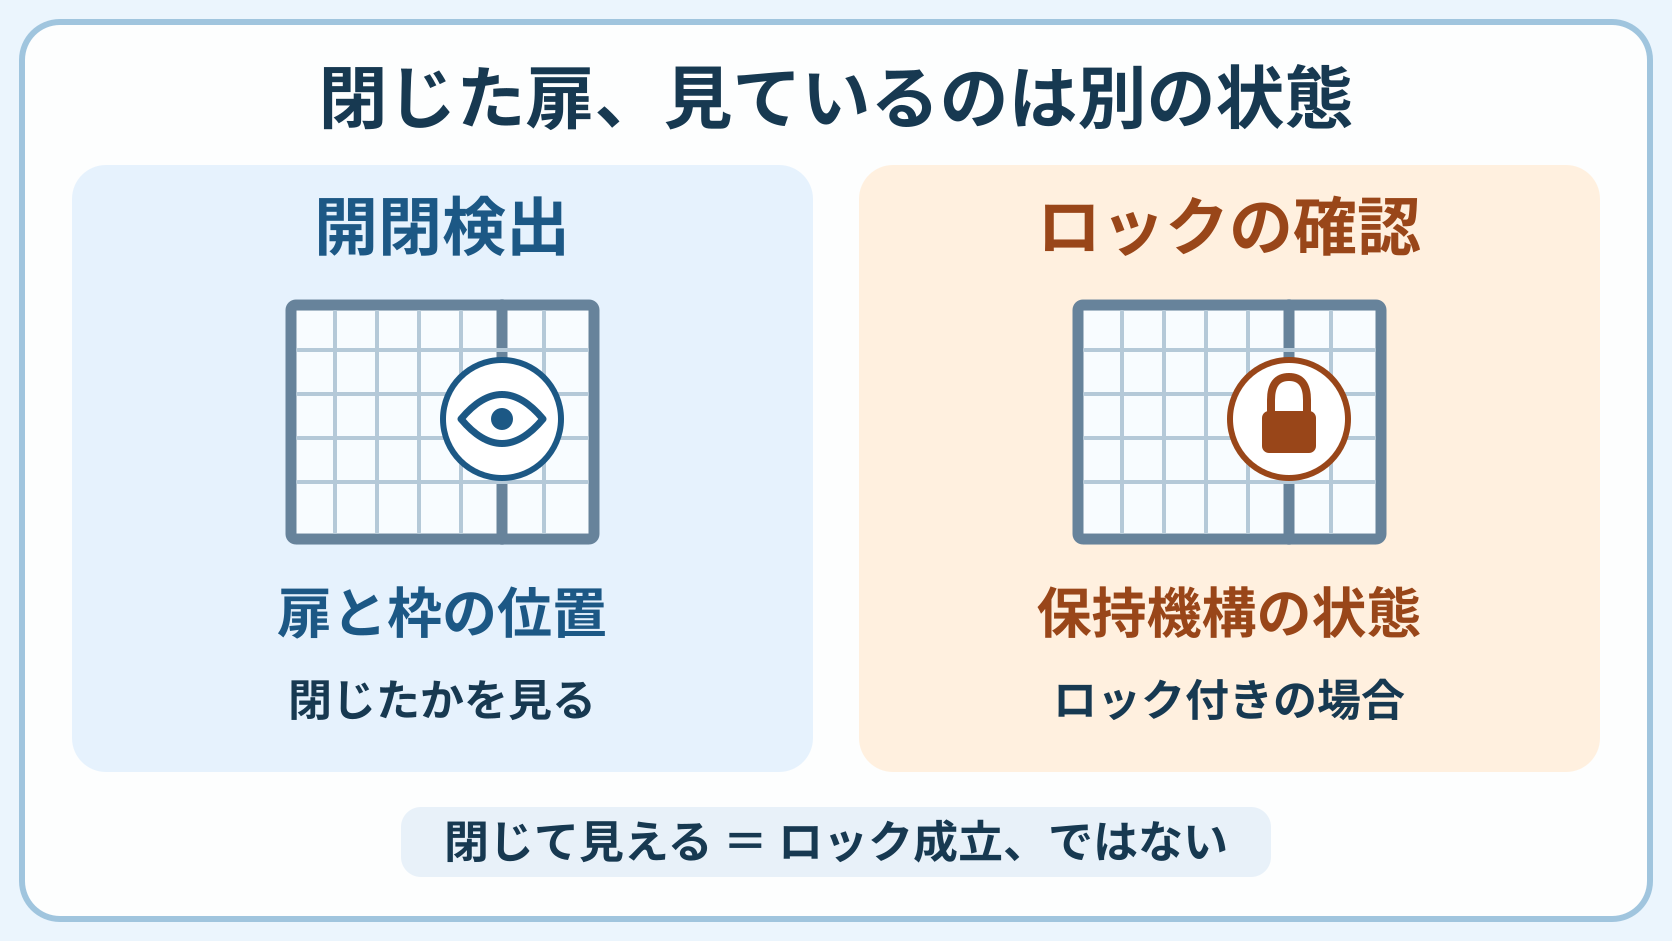 閉じた扉、見ているのは別の状態
開閉検出
扉と枠の位置
閉じたかを見る
ロックの確認
保持機構の状態
ロック付きの場合
閉じて見える ＝ ロック成立、ではない